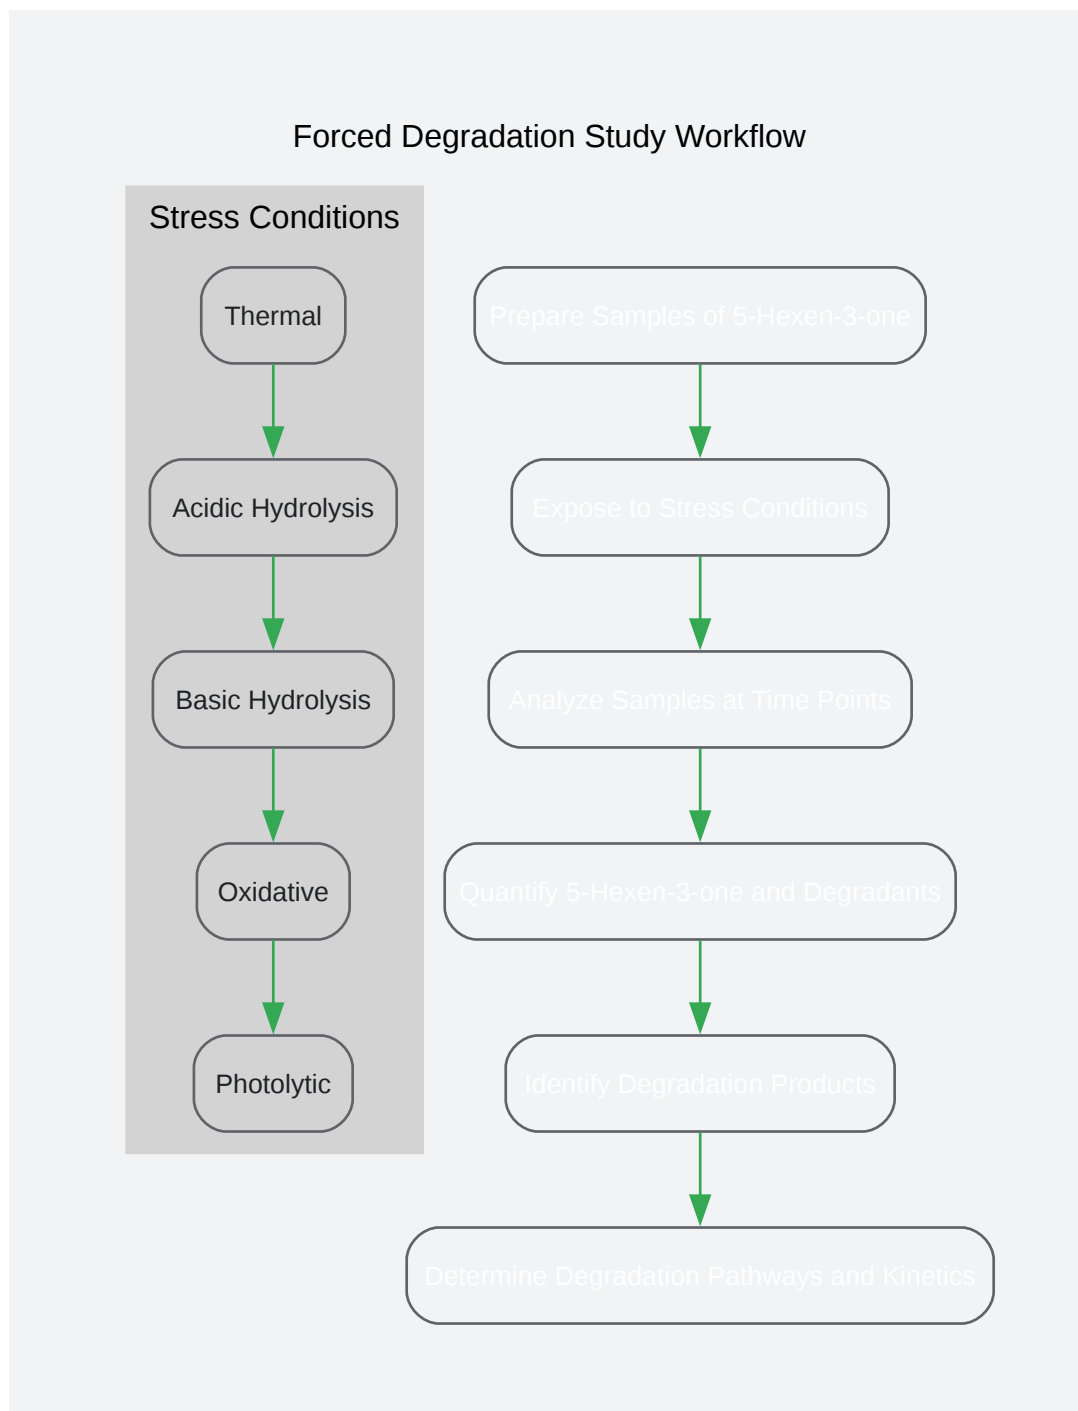 Forced Degradation Study Workflow
Stress Conditions
Thermal
Acidic Hydrolysis
Basic Hydrolysis
Oxidative
Photolytic
Prepare Samples of 5-Hexen-3-one
Expose to Stress Conditions
Analyze Samples at Time Points
Quantify 5-Hexen-3-one and Degradants
Identify Degradation Products
Determine Degradation Pathways and Kinetics